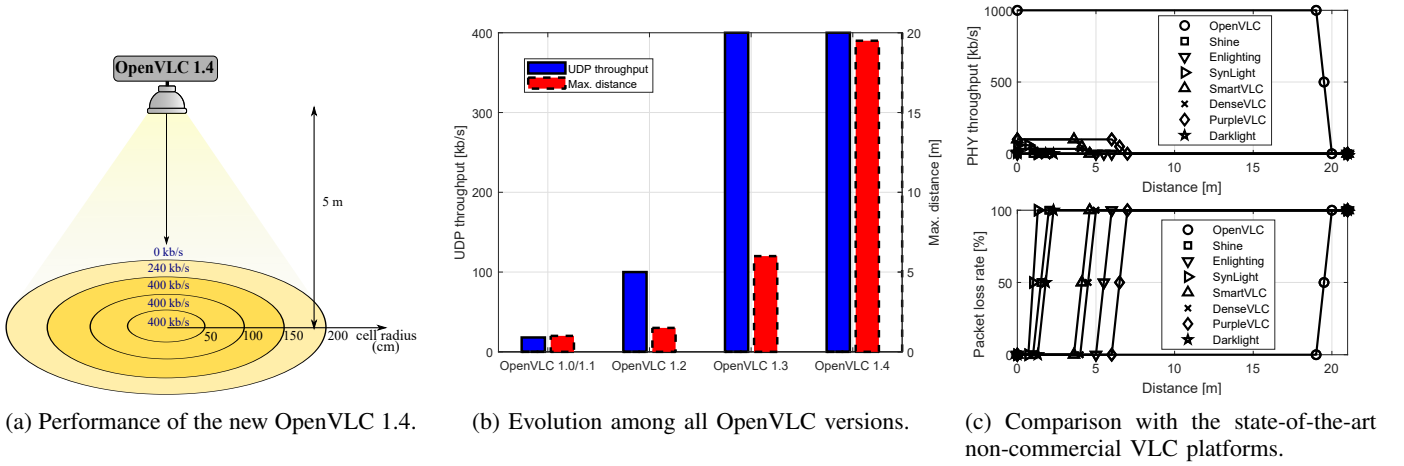 OpenVLC 1.4
5 m
0 kb/s
240 kb/s
400 kb/s
400 kb/s
400 kb/s
50
100
150
200
cell radius
(cm)
(a) Performance of the new OpenVLC 1.4.
400
300
200
100
0
UDP throughput [kb/s]
UDP throughput
Max. distance
20
15
10
5
0
Max. distance [m]
OpenVLC 1.0/1.1
OpenVLC 1.2
OpenVLC 1.3
OpenVLC 1.4
(b) Evolution among all OpenVLC versions.
1000
500
0
PHY throughput [kb/s]
OpenVLC
Shine
Enlighting
SynLight
SmartVLC
DenseVLC
PurpleVLC
Darklight
0
5
10
15
20
Distance [m]
100
50
0
Packet loss rate [%]
OpenVLC
Shine
Enlighting
SynLight
SmartVLC
DenseVLC
PurpleVLC
Darklight
0
5
10
15
20
Distance [m]
(c) Comparison with the state-of-the-art
non-commercial VLC platforms.